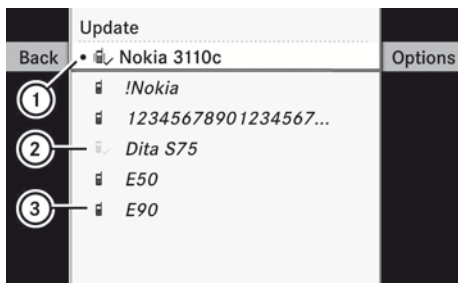 Update
Back
• Nokia 3110c
Options
!Nokia
12345678901234567...
Dita S75
E50
E90
1
2
3